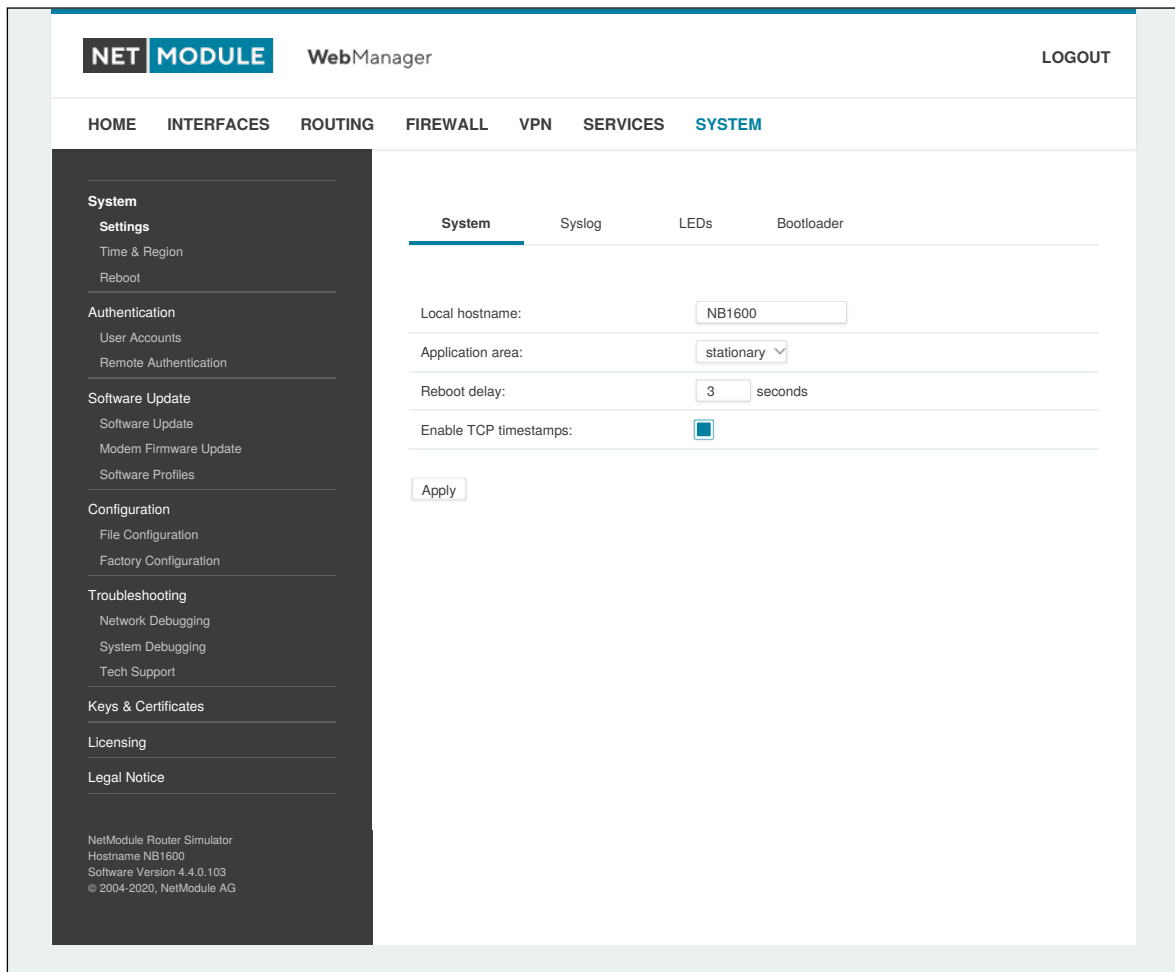 NET MODULE WebManager LOGOUT
HOME INTERFACES ROUTING FIREWALL VPN SERVICES SYSTEM
System
Settings
Time & Region
Reboot
Authentication
User Accounts
Remote Authentication
Software Update
Software Update
Modem Firmware Update
Software Profiles
Configuration
File Configuration
Factory Configuration
Troubleshooting
Network Debugging
System Debugging
Tech Support
Keys & Certificates
Licensing
Legal Notice
NetModule Router Simulator
Hostname NB1600
Software Version 4.4.0.103
© 2004-2020, NetModule AG
System Syslog LEDs Bootloader
Local hostname: NB1600
Application area: stationary
Reboot delay: 3 seconds
Enable TCP timestamps:
Apply